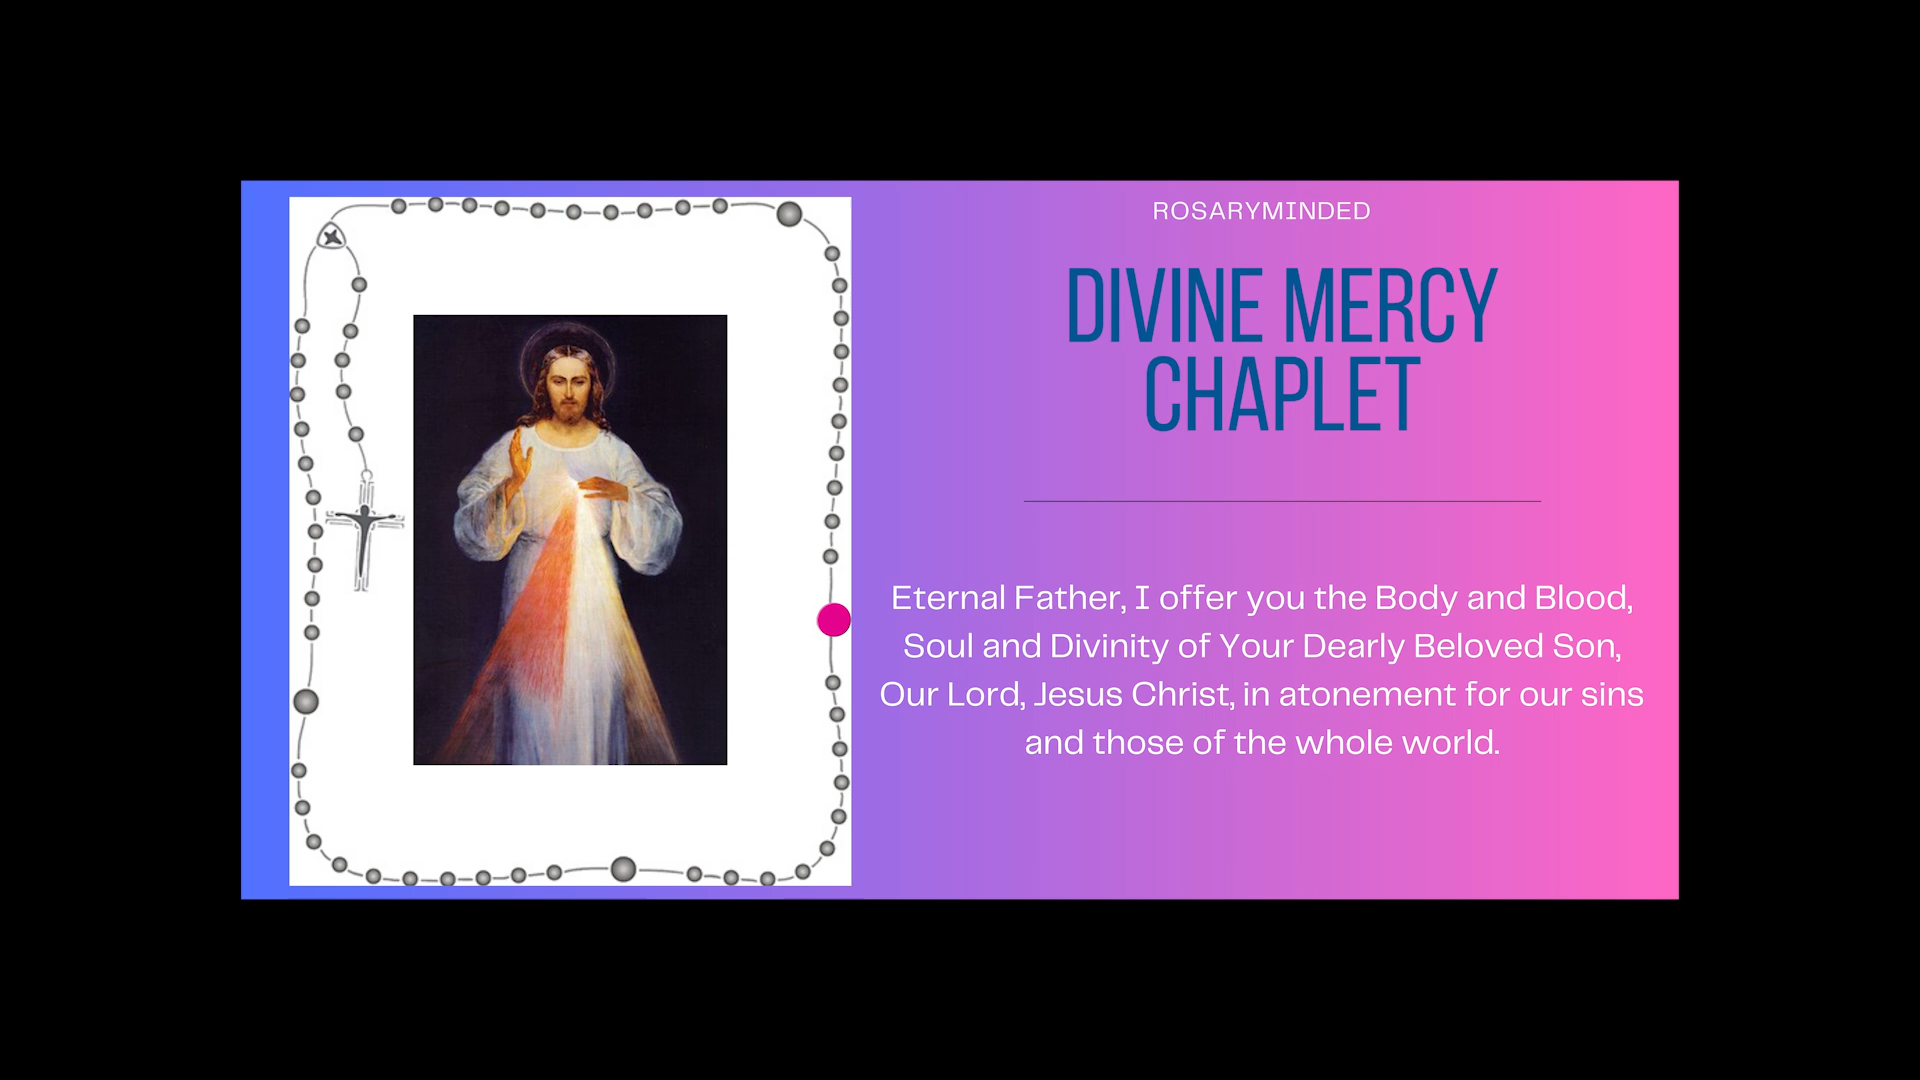 ROSARYMINDED
DIVINE MERCY
CHAPLET
Eternal Father, I offer you the Body and Blood,
Soul and Divinity of Your Dearly Beloved Son,
Our Lord, Jesus Christ, in atonement for our sins
and those of the whole world.